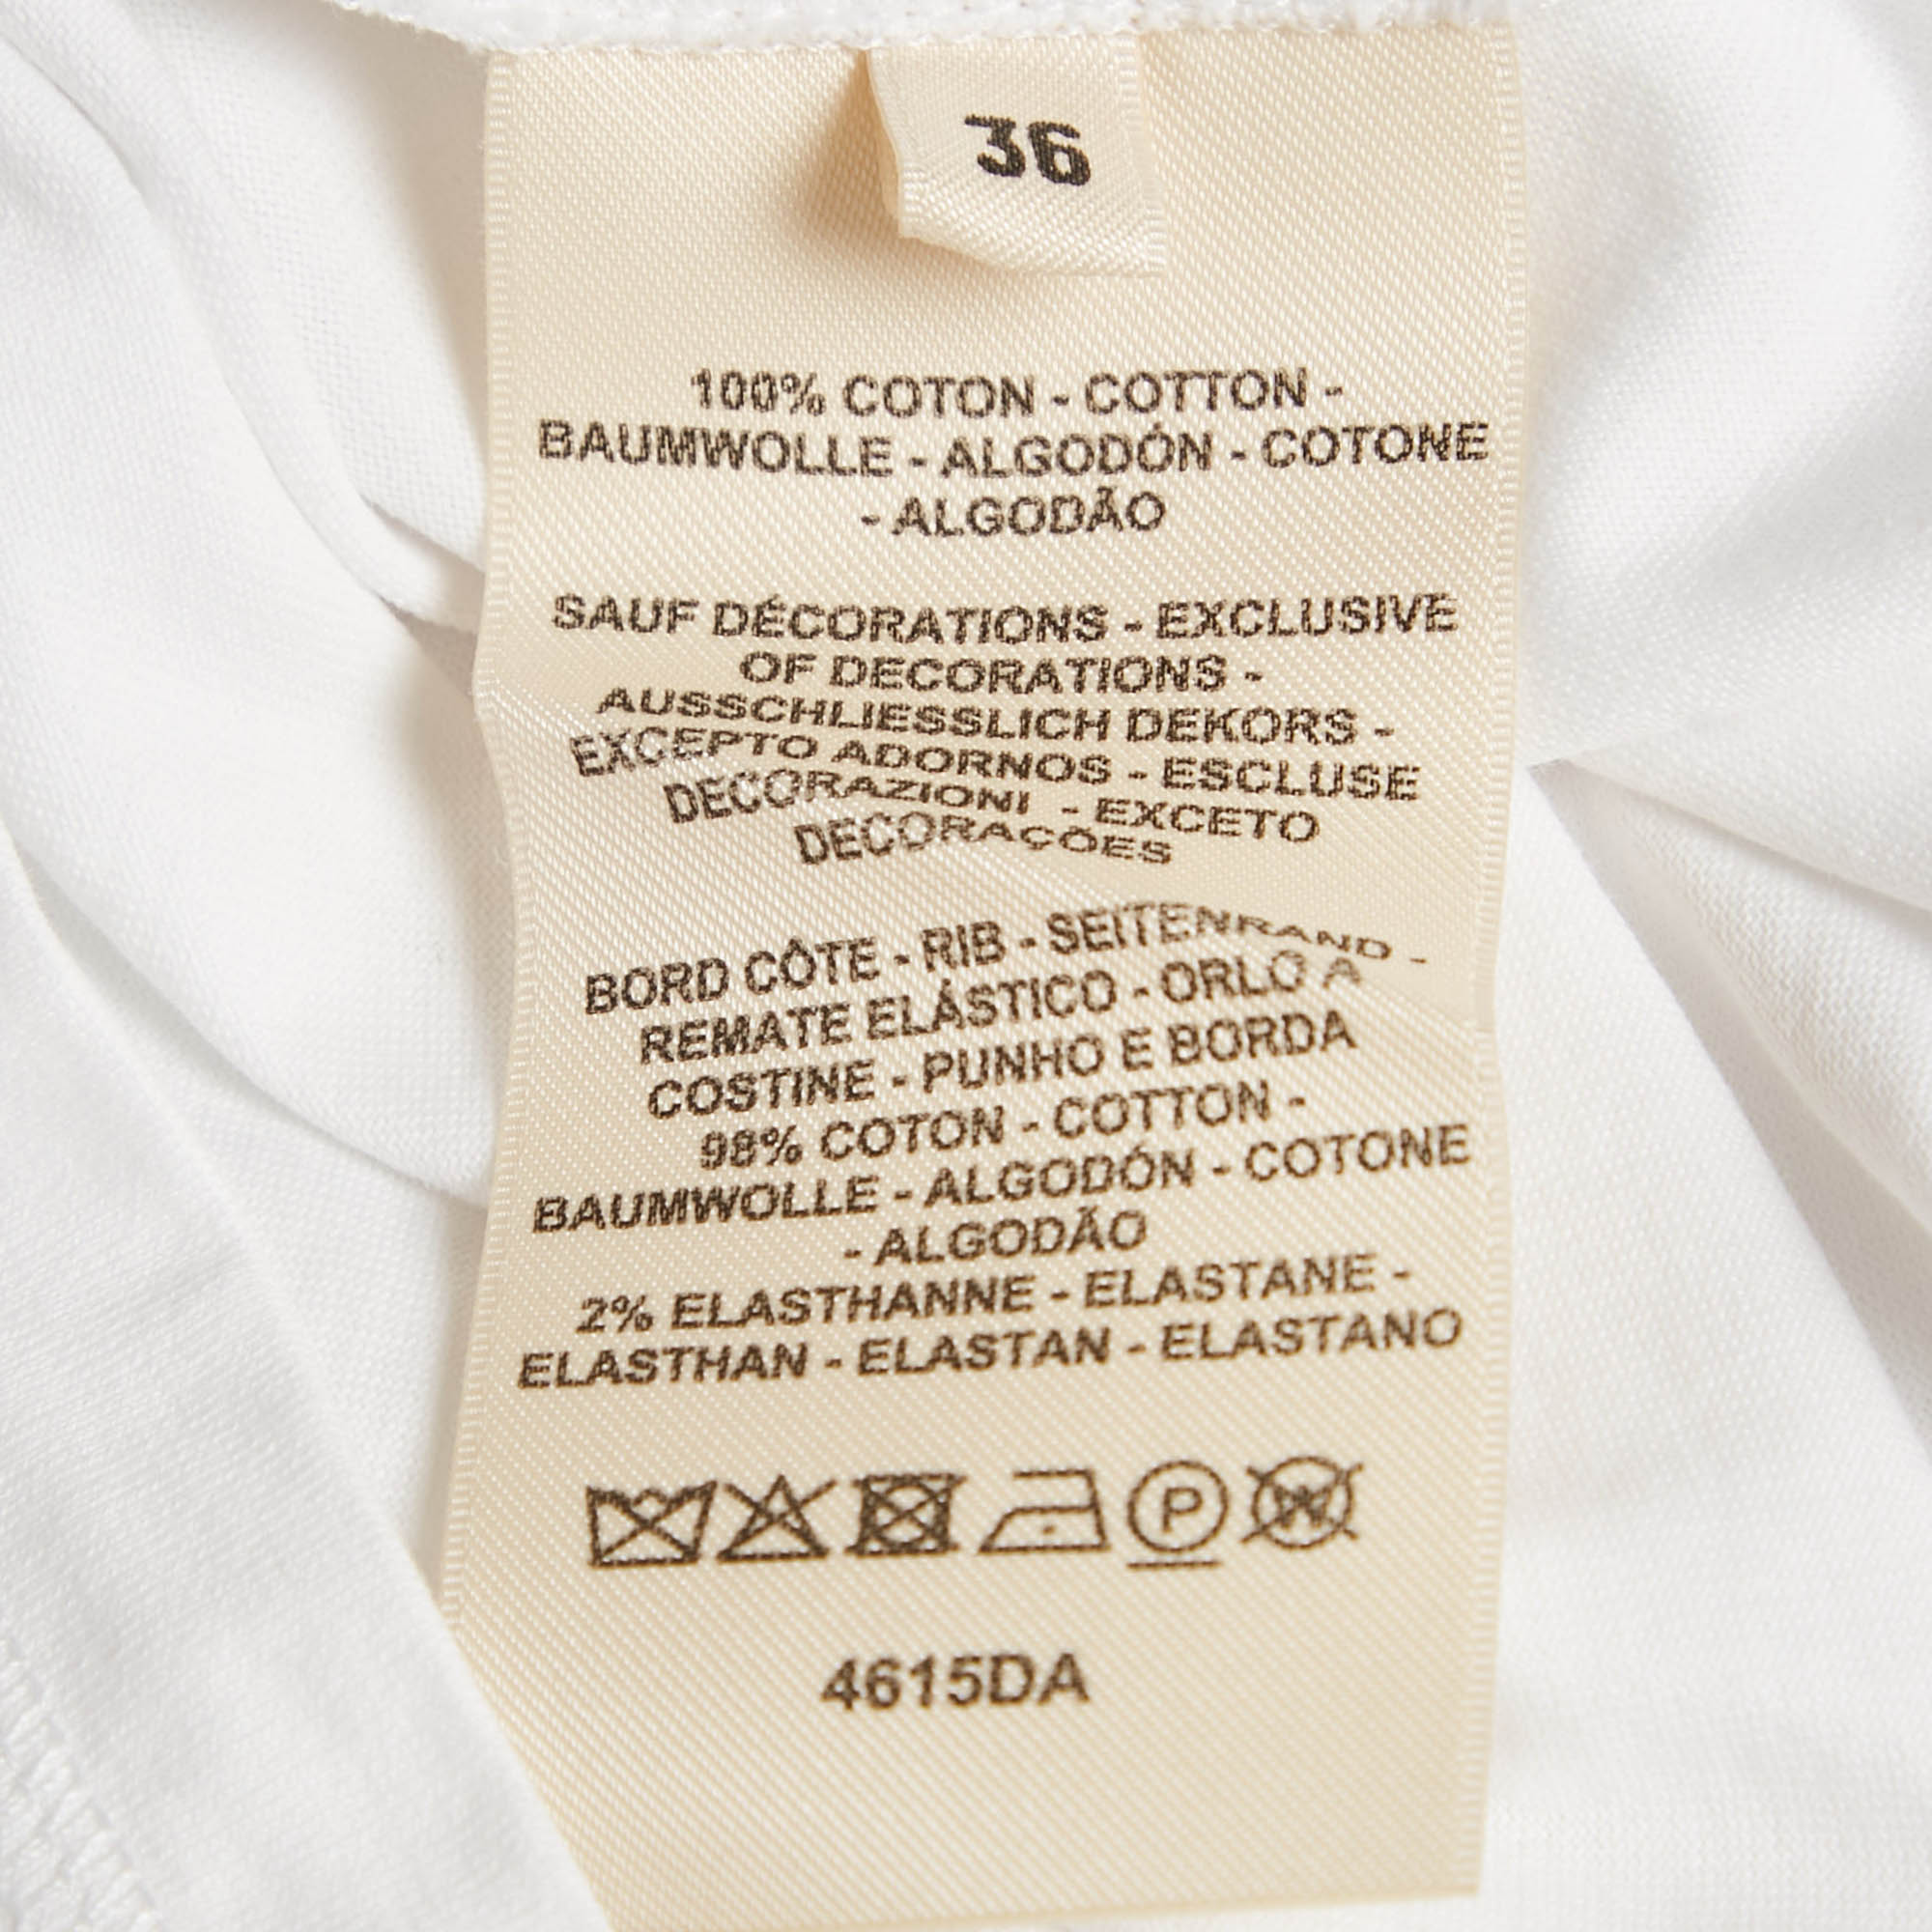 36
100% COTON - COTTON -
BAUMWOLLE - ALGODÓN - COTONE
- ALGODÃO
SAUF DÉCORATIONS - EXCLUSIVE
OF DECORATIONS -
AUSSCHLIESSLICH DEKORS -
EXCEPTO ADORNOS - ESCLUSE
DECORAZIONI - EXCETO
DECORAÇÕES
BORD CÔTE - RIB - SEITENRAND -
REMATE ELÁSTICO - ORLO A
COSTINE - PUNHO E BORDA
98% COTON - COTTON -
BAUMWOLLE - ALGODÓN - COTONE
- ALGODÃO
2% ELASTHANNE - ELASTANE -
ELASTHAN - ELASTAN - ELASTANO
P W
4615DA